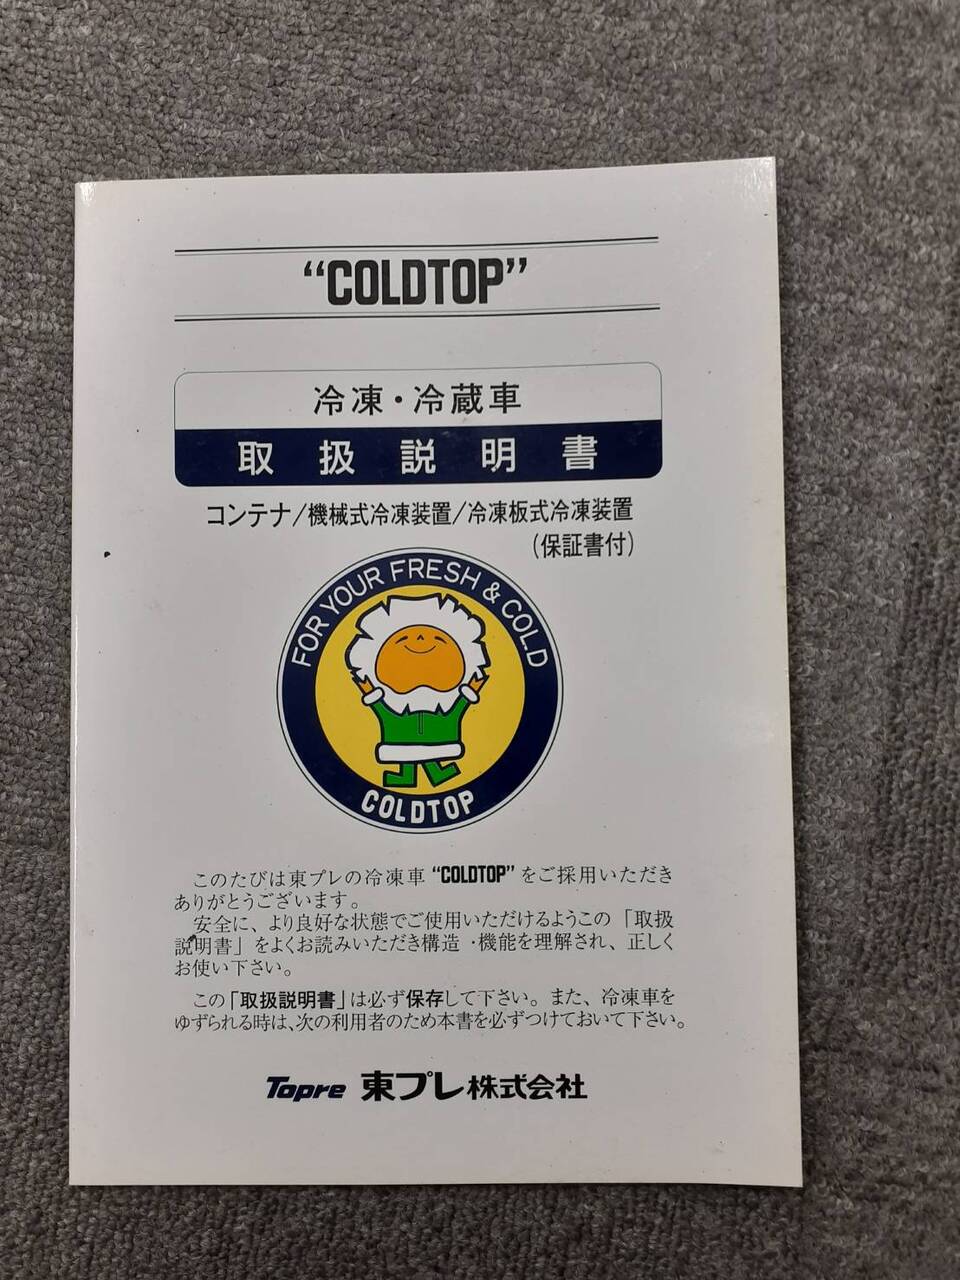 “COLDTOP”
冷凍・冷蔵車
取扱説明書
コンテナ/機械式冷凍装置/冷凍板式冷凍装置
(保証書付)
FOR YOUR FRESH & COLD
COLDTOP
このたびは東プレの冷凍車“COLDTOP”をご採用いただき
ありがとうございます。
安全に、より良好な状態でご使用いただけるようこの「取扱
説明書」をよくお読みいただき構造・機能を理解され、正しく
お使い下さい。
この「取扱説明書」は必ず保存して下さい。また、冷凍車を
ゆずられる時は、次の利用者のため本書を必ずつけておいて下さい。
Topre 東プレ株式会社